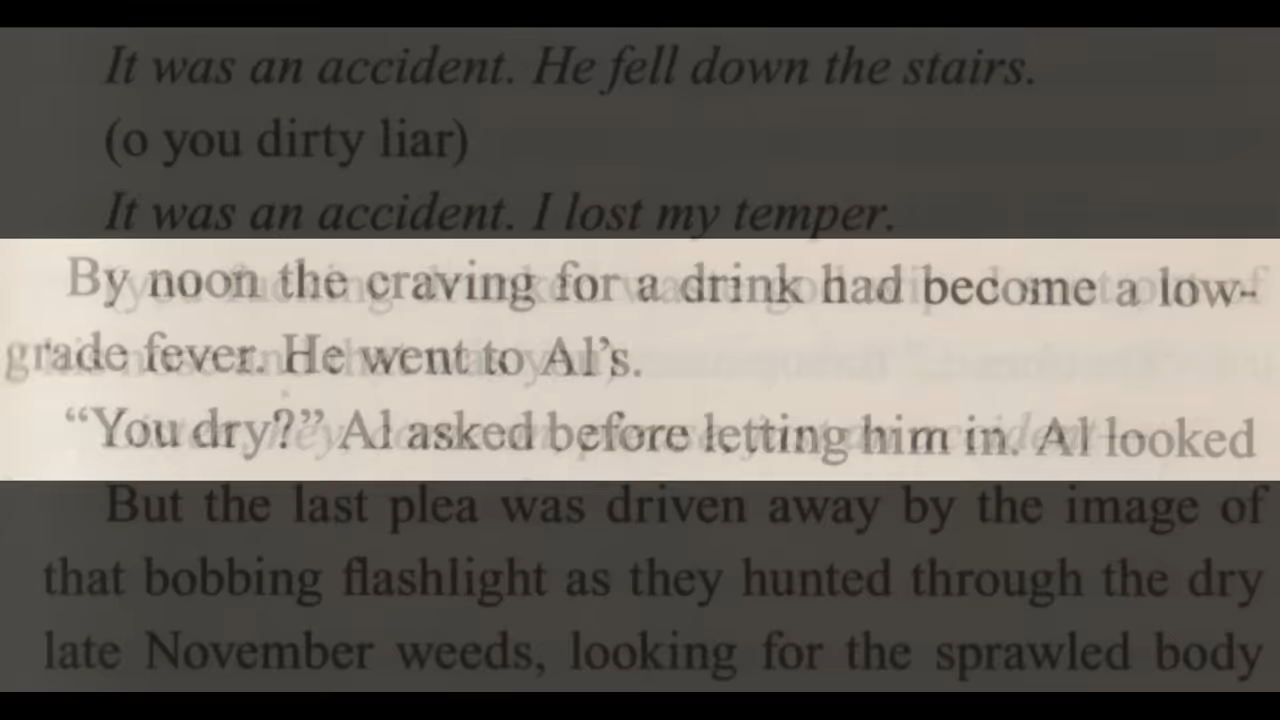 It was an accident. He fell down the stairs.
(o you dirty liar)
It was an accident. I lost my temper.
By noon the craving for a drink had become a low-
grade fever. He went to Al's.
“You dry?” Al asked before letting him in. Al looked
But the last plea was driven away by the image of
that bobbing flashlight as they hunted through the dry
late November weeds, looking for the sprawled body